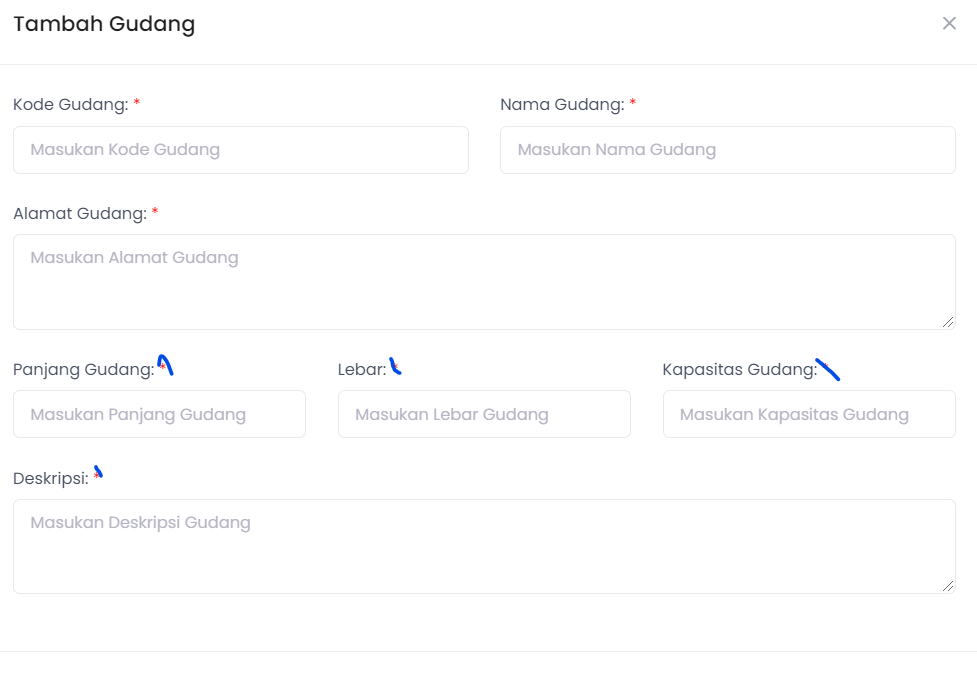 Tambah Gudang
Kode Gudang: * Nama Gudang: *
Masukan Kode Gudang Masukan Nama Gudang
Alamat Gudang: *
Masukan Alamat Gudang
Panjang Gudang: * Lebar: * Kapasitas Gudang: *
Masukan Panjang Gudang Masukan Lebar Gudang Masukan Kapasitas Gudang
Deskripsi: *
Masukan Deskripsi Gudang